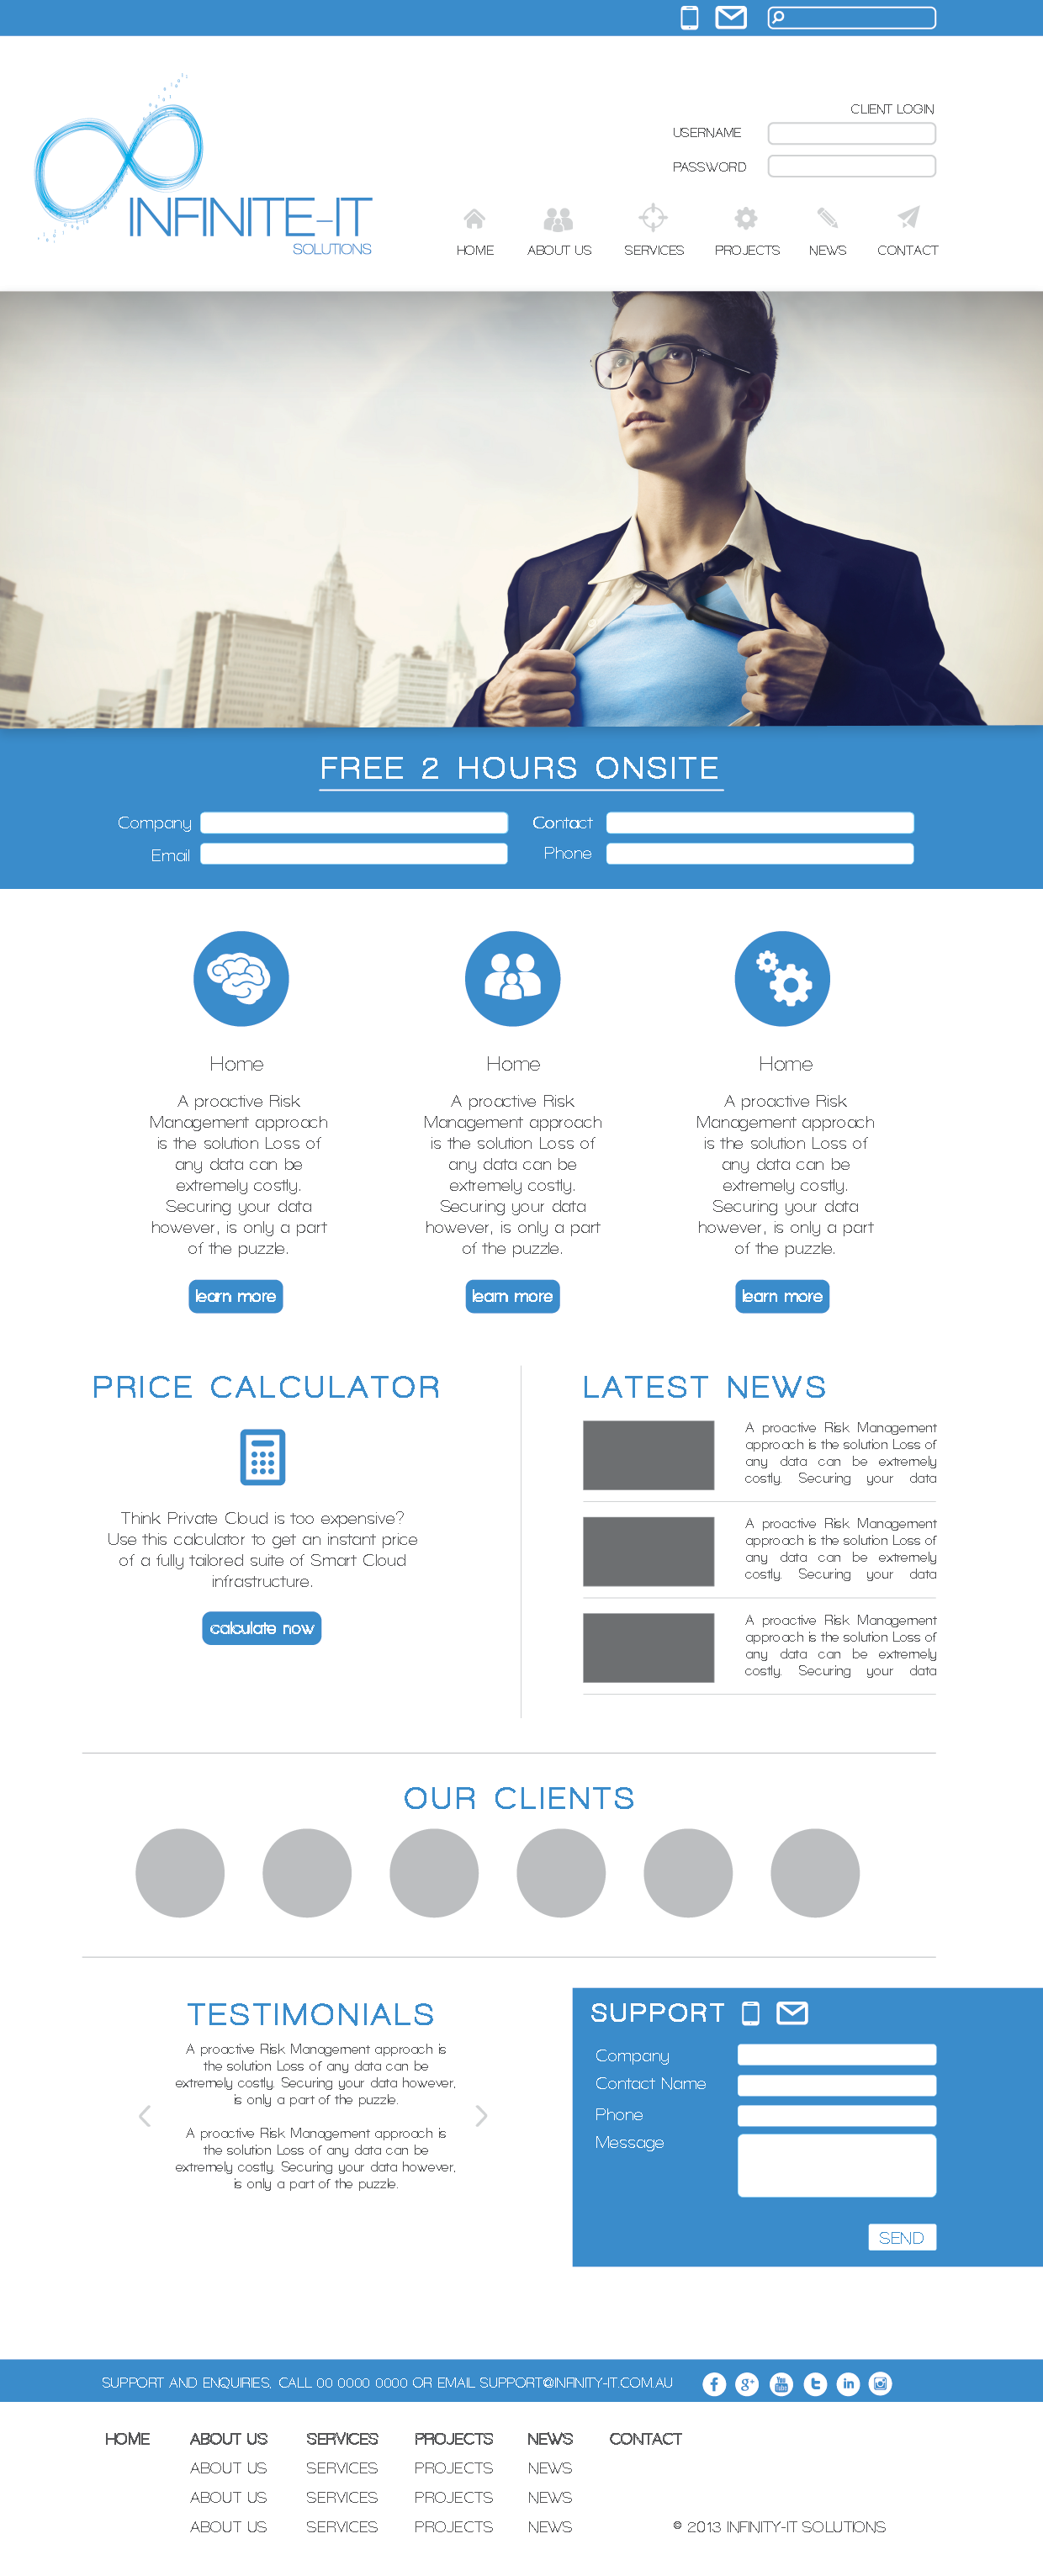 CLIENT LOGIN
USERNAME
PASSWORD
INFINITE-IT
SOLUTIONS
HOME ABOUT US SERVICES PROJECTS NEWS CONTACT
FREE 2 HOURS ONSITE
Company Contact
Email Phone
Home
A proactive Risk
Management approach
is the solution Loss of
any data can be
extremely costly.
Securing your data
however, is only a part
of the puzzle.
learn more
Home
A proactive Risk
Management approach
is the solution Loss of
any data can be
extremely costly.
Securing your data
however, is only a part
of the puzzle.
learn more
Home
A proactive Risk
Management approach
is the solution Loss of
any data can be
extremely costly.
Securing your data
however, is only a part
of the puzzle.
learn more
PRICE CALCULATOR
Think Private Cloud is too expensive?
Use this calculator to get an instant price
of a fully tailored suite of Smart Cloud
infrastructure.
calculate now
LATEST NEWS
A proactive Risk Management
approach is the solution Loss of
any data can be extremely
costly. Securing your data
A proactive Risk Management
approach is the solution Loss of
any data can be extremely
costly. Securing your data
A proactive Risk Management
approach is the solution Loss of
any data can be extremely
costly. Securing your data
OUR CLIENTS
TESTIMONIALS
A proactive Risk Management approach is
the solution Loss of any data can be
extremely costly. Securing your data however,
is only a part of the puzzle.
A proactive Risk Management approach is
the solution Loss of any data can be
extremely costly. Securing your data however,
is only a part of the puzzle.
SUPPORT
Company
Contact Name
Phone
Message
SEND
SUPPORT AND ENQUIRIES, CALL 00 0000 0000 OR EMAIL SUPPORT@INFINITY-IT.COM.AU
HOME ABOUT US SERVICES PROJECTS NEWS CONTACT
ABOUT US SERVICES PROJECTS NEWS
ABOUT US SERVICES PROJECTS NEWS
ABOUT US SERVICES PROJECTS NEWS
© 2013 INFINITY-IT SOLUTIONS